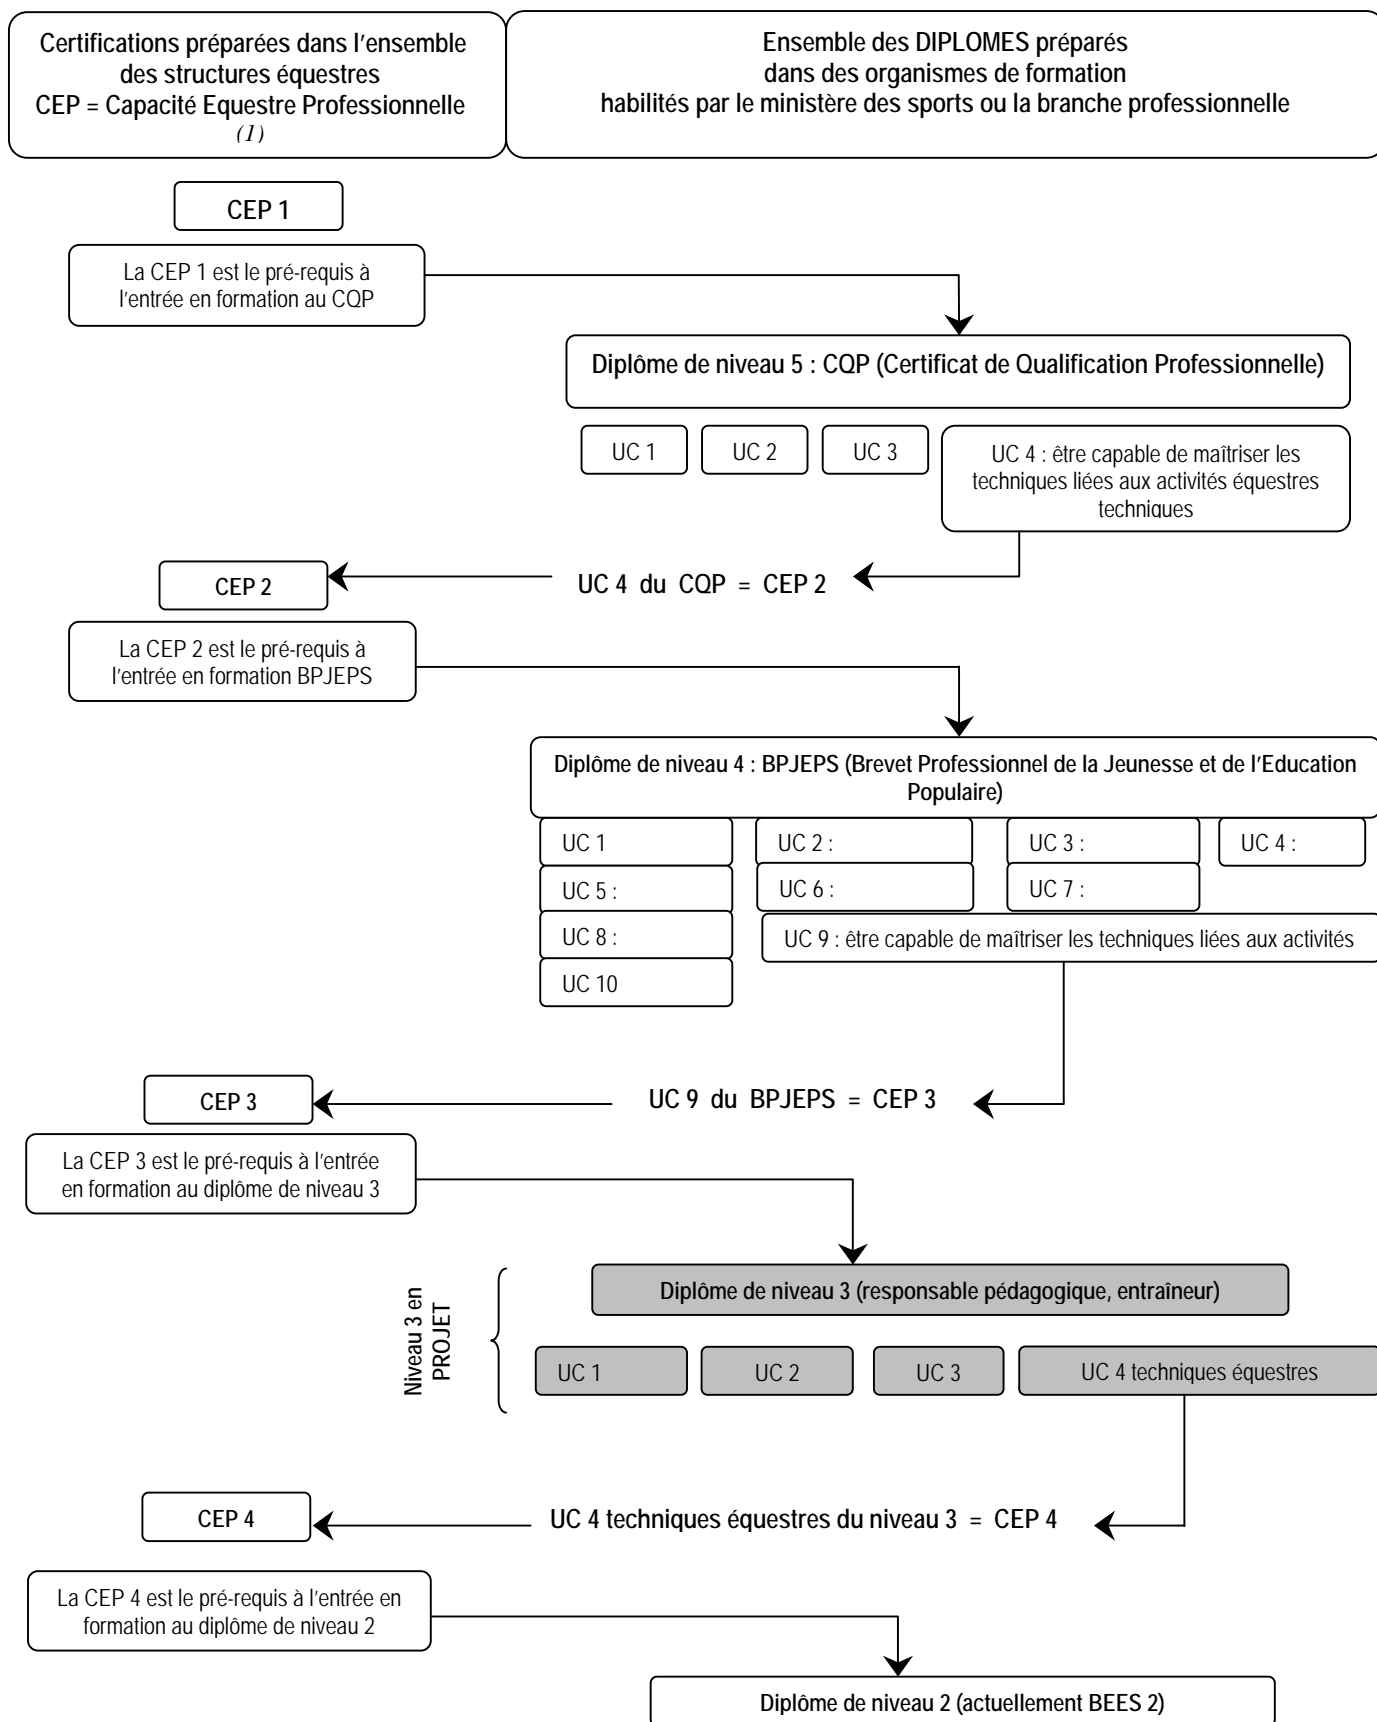 Certifications préparées dans l'ensemble
des structures équestres
CEP = Capacité Equestre Professionnelle
(1)
Ensemble des DIPLOMES préparés
dans des organismes de formation
habilités par le ministère des sports ou la branche professionnelle
CEP 1
La CEP 1 est le pré-requis à
l'entrée en formation au CQP
Diplôme de niveau 5 : CQP (Certificat de Qualification Professionnelle)
UC 1
UC 2
UC 3
UC 4 : être capable de maîtriser les
techniques liées aux activités équestres
techniques
CEP 2
UC 4 du CQP = CEP 2
La CEP 2 est le pré-requis à
l'entrée en formation BPJEPS
Diplôme de niveau 4 : BPJEPS (Brevet Professionnel de la Jeunesse et de l'Education
Populaire)
UC 1
UC 2 :
UC 3 :
UC 4 :
UC 5 :
UC 6 :
UC 7 :
UC 8 :
UC 9 : être capable de maîtriser les techniques liées aux activités
UC 10
CEP 3
UC 9 du BPJEPS = CEP 3
La CEP 3 est le pré-requis à l'entrée
en formation au diplôme de niveau 3
Niveau 3 en
PROJET
Diplôme de niveau 3 (responsable pédagogique, entraîneur)
UC 1
UC 2
UC 3
UC 4 techniques équestres
CEP 4
UC 4 techniques équestres du niveau 3 = CEP 4
La CEP 4 est le pré-requis à l'entrée en
formation au diplôme de niveau 2
Diplôme de niveau 2 (actuellement BEES 2)